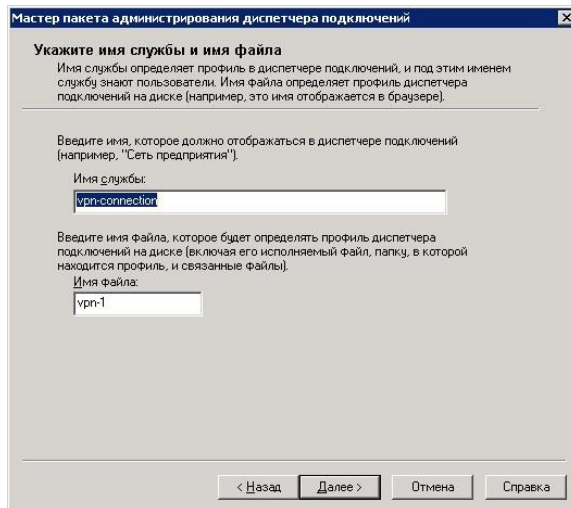 Мастер пакета администрирования диспетчера подключений
Укажите имя службы и имя файла
Имя службы определяет профиль в диспетчере подключений, и под этим именем
службу знают пользователи. Имя файла определяет профиль диспетчера
подключений на диске (например, это имя отображается в браузере).
Введите имя, которое должно отображаться в диспетчере подключений
(например, "Сеть предприятия").
Имя службы:
vpn-connection
Введите имя файла, которое будет определять профиль диспетчера
подключений на диске (включая его исполняемый файл, папку, в которой
находится профиль, и связанные файлы).
Имя файла:
vpn-1
< Назад Далее > Отмена Справка